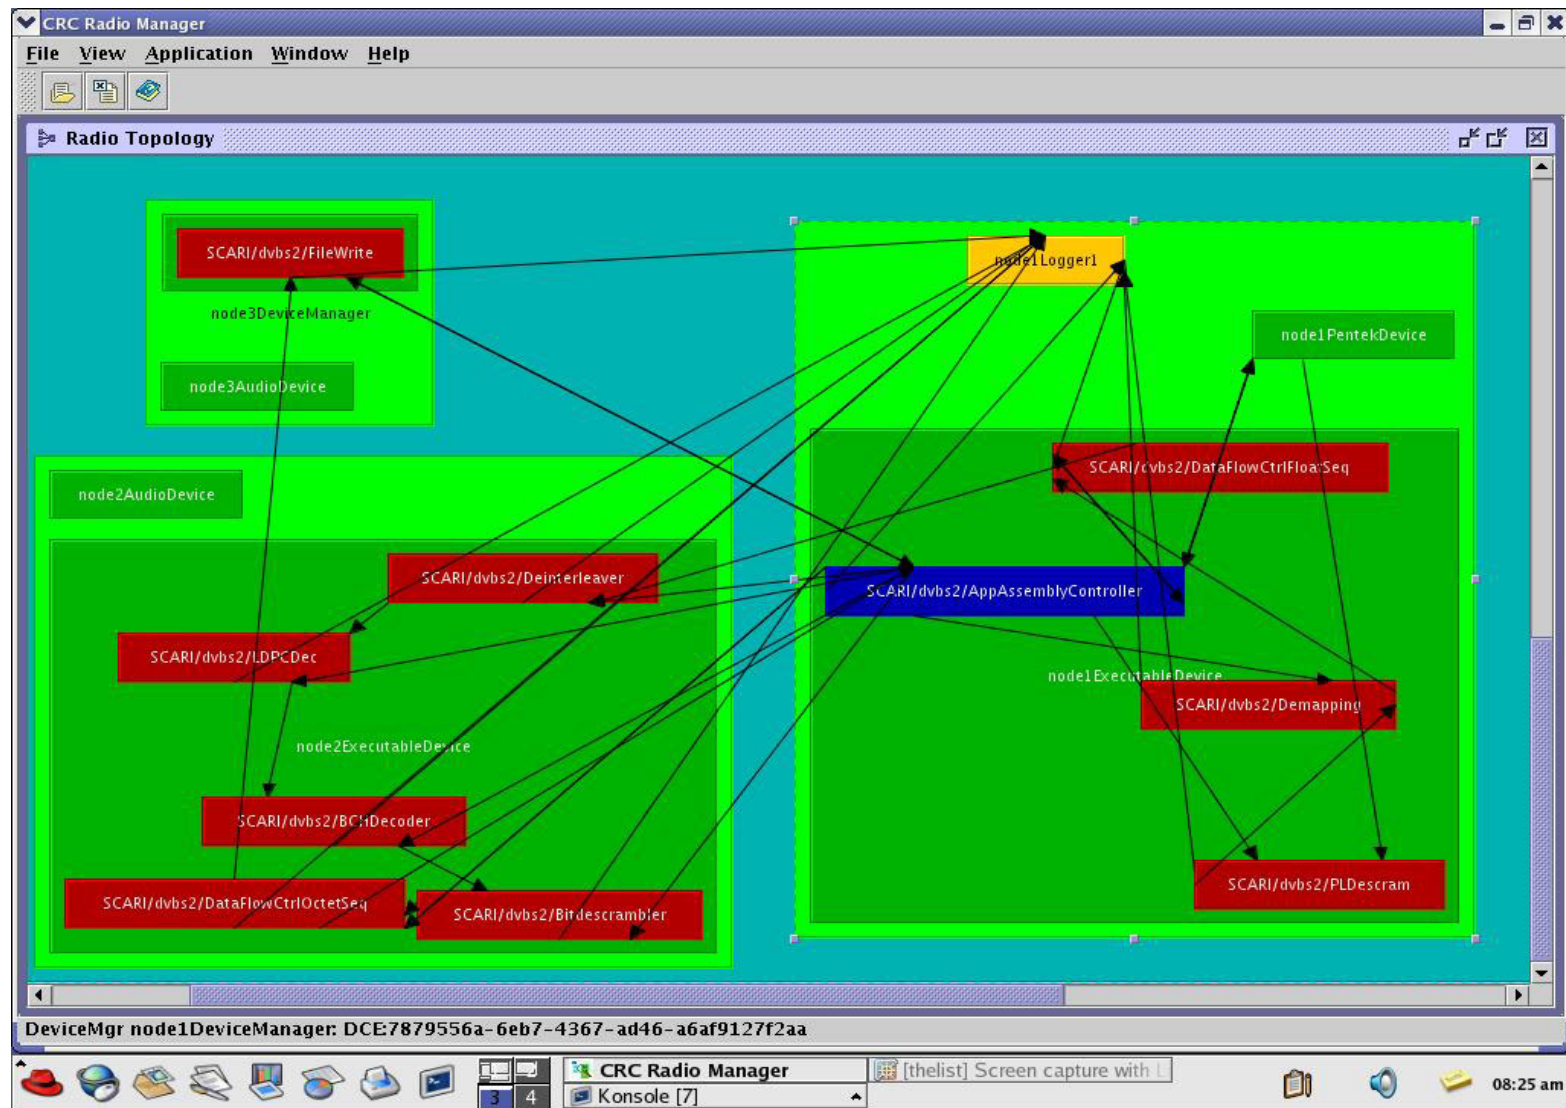 CRC Radio Manager
File View Application Window Help
Radio Topology
SCARI/dvbs2/FileWrite
node3DeviceManager
node3AudioDevice
node1Logger1
node1PentekDevice
SCARI/dvbs2/DataFlowCtrlFloatSeq
node2AudioDevice
SCARI/dvbs2/Deinterleaver
SCARI/dvbs2/AppAssemblyController
SCARI/dvbs2/LDPCDec
node1ExecutableDevice
SCARI/dvbs2/Demapping
node2ExecutableDevice
SCARI/dvbs2/BCHDecoder
SCARI/dvbs2/DataFlowCtrlOctetSeq
SCARI/dvbs2/Bitdescrambler
SCARI/dvbs2/PLDescram
DeviceMgr node1DeviceManager: DCE:7879556a-6eb7-4367-ad46-a6af9127f2aa
CRC Radio Manager
[thelist] Screen capture with L
3 4
Konsole [7]
08:25 am